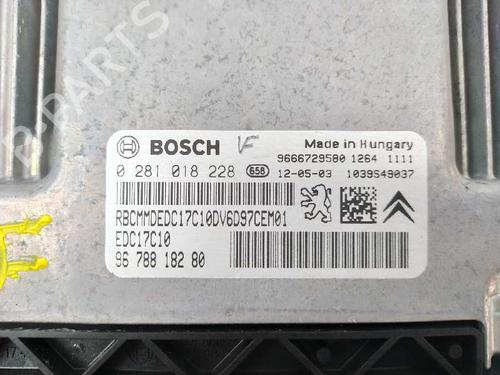 BOSCH VF Made in Hungary
9666729580 1264 1111
0 281 018 228 658 12-05-03 1039S49037
RBCMMDEDC17C10DV6D97CEM01
EDC17C10
96 788 182 80